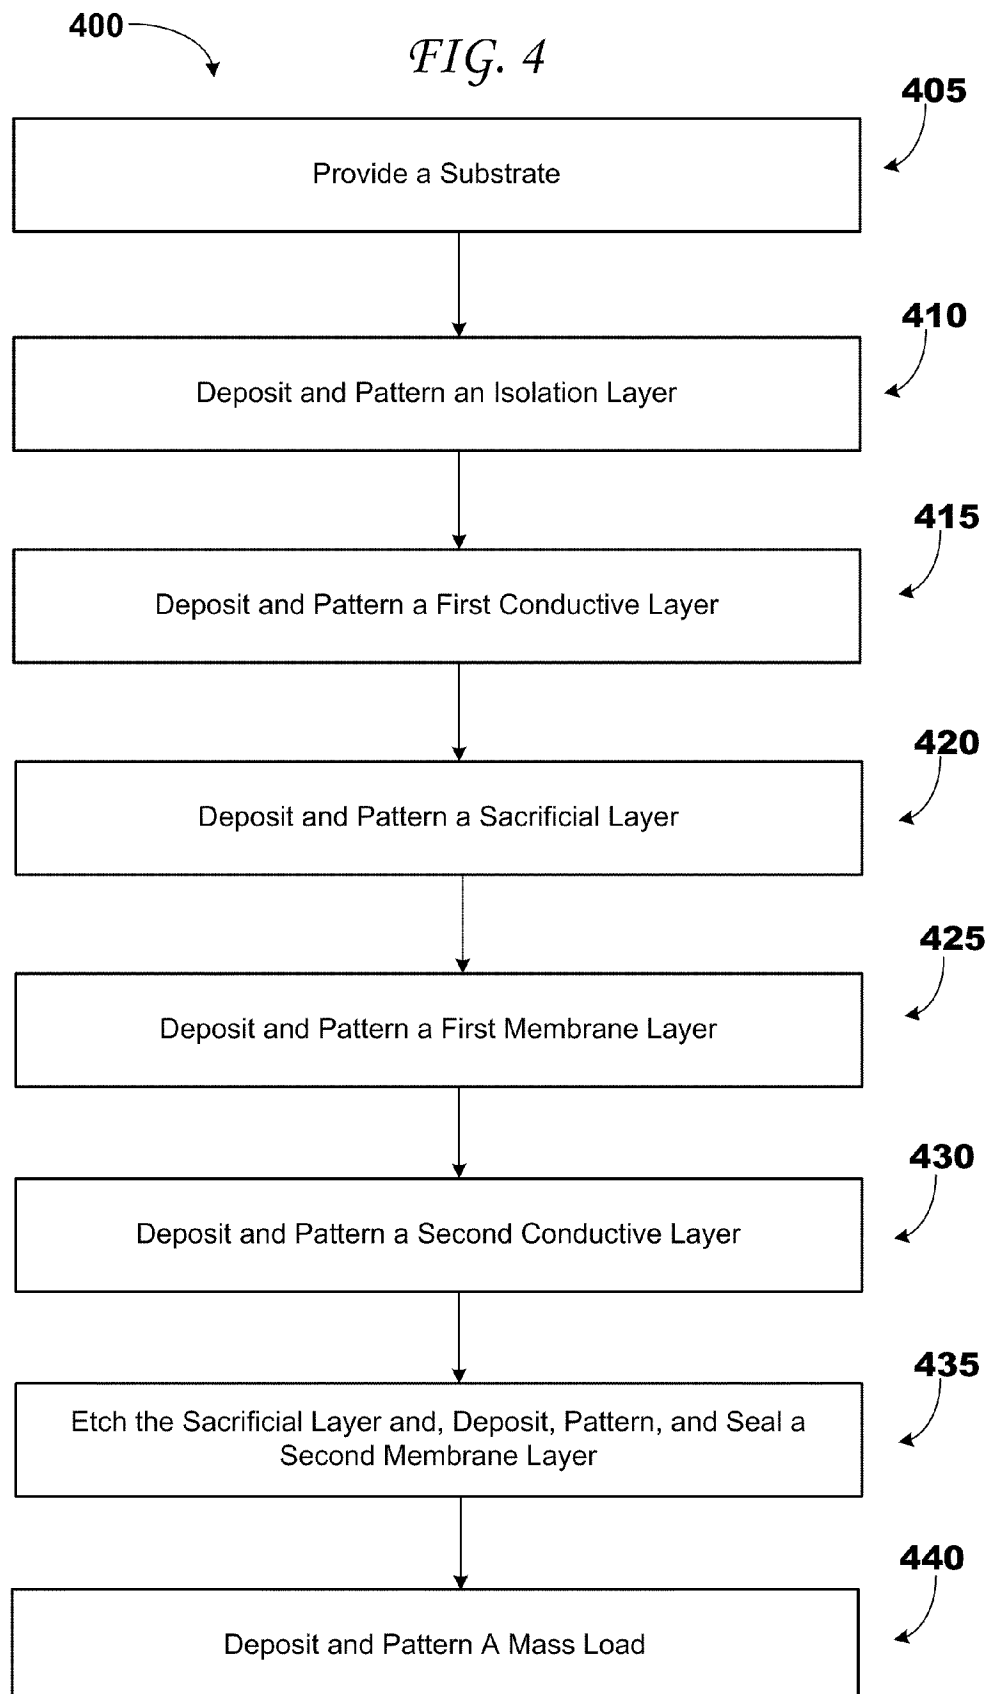 400
FIG. 4
405
Provide a Substrate
410
Deposit and Pattern an Isolation Layer
415
Deposit and Pattern a First Conductive Layer
420
Deposit and Pattern a Sacrificial Layer
425
Deposit and Pattern a First Membrane Layer
430
Deposit and Pattern a Second Conductive Layer
435
Etch the Sacrificial Layer and, Deposit, Pattern, and Seal a
Second Membrane Layer
440
Deposit and Pattern A Mass Load